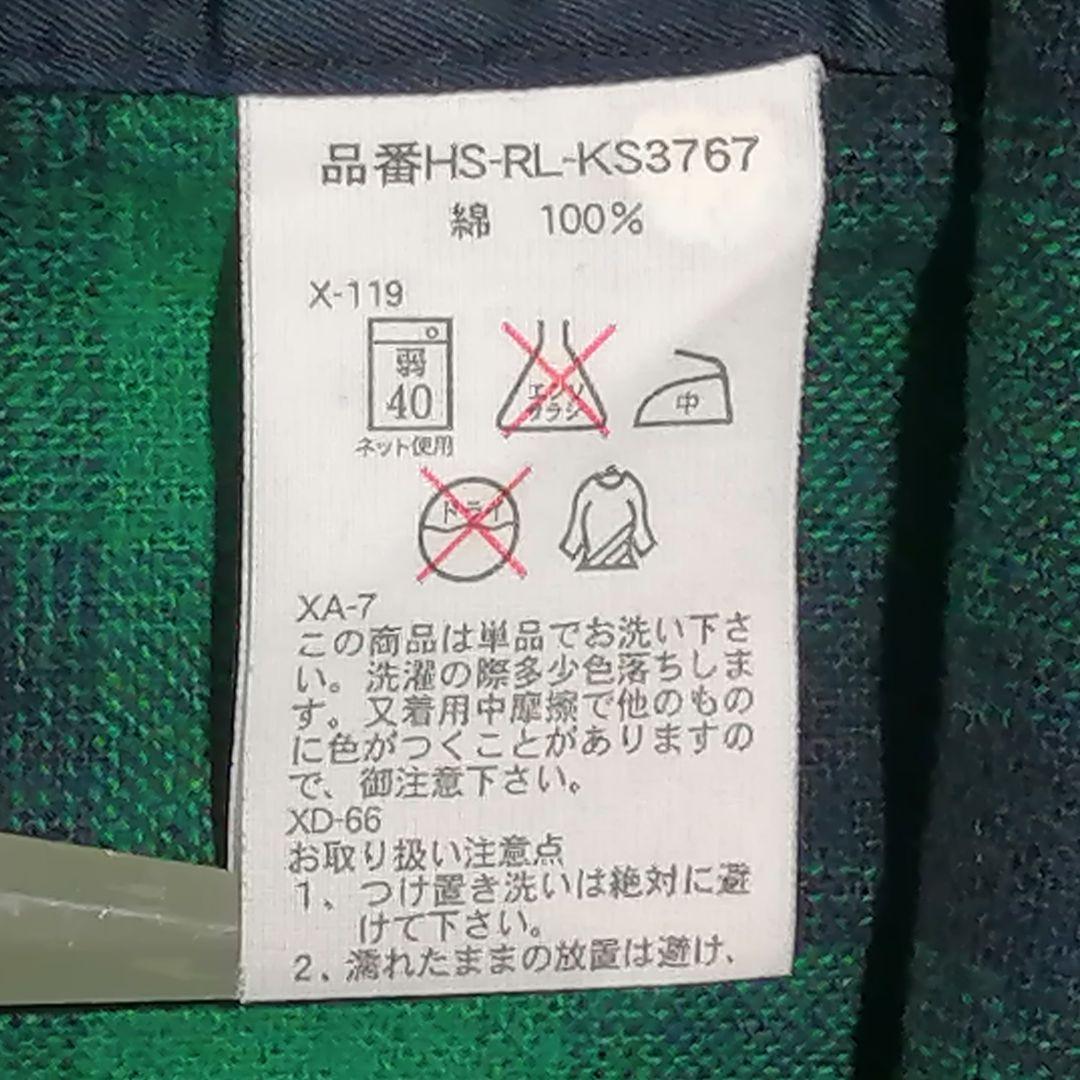 品番HS-RL-KS3767
綿 100%
X-119
弱
40
ネット使用
エンソ
サラシ
中
ドライ
XA-7
この商品は単品でお洗い下さ
い。洗濯の際多少色落ちしま
す。又着用中摩擦で他のもの
に色がつくことがありますの
で、御注意下さい。
XD-66
お取り扱い注意点
1、つけ置き洗いは絶対に避
けて下さい。
2、濡れたままの放置は避け、